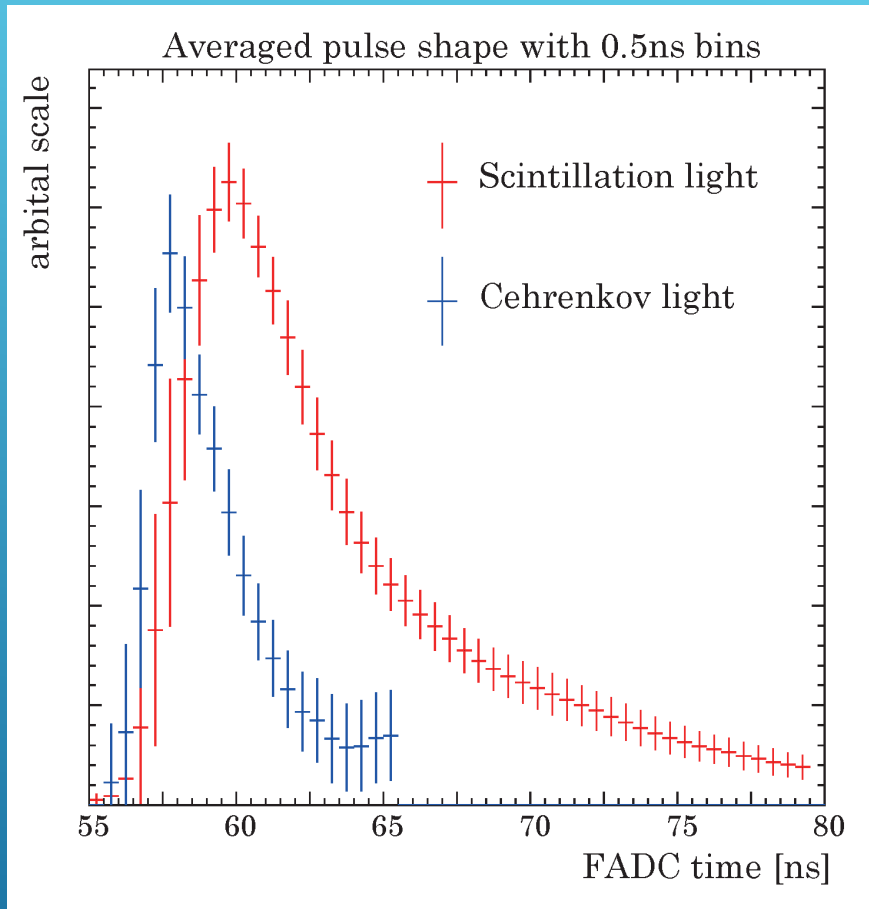 Averaged pulse shape with 0.5ns bins
arbital scale
Scintillation light
Cehrenkov light
55 60 65 70 75 80
FADC time [ns]